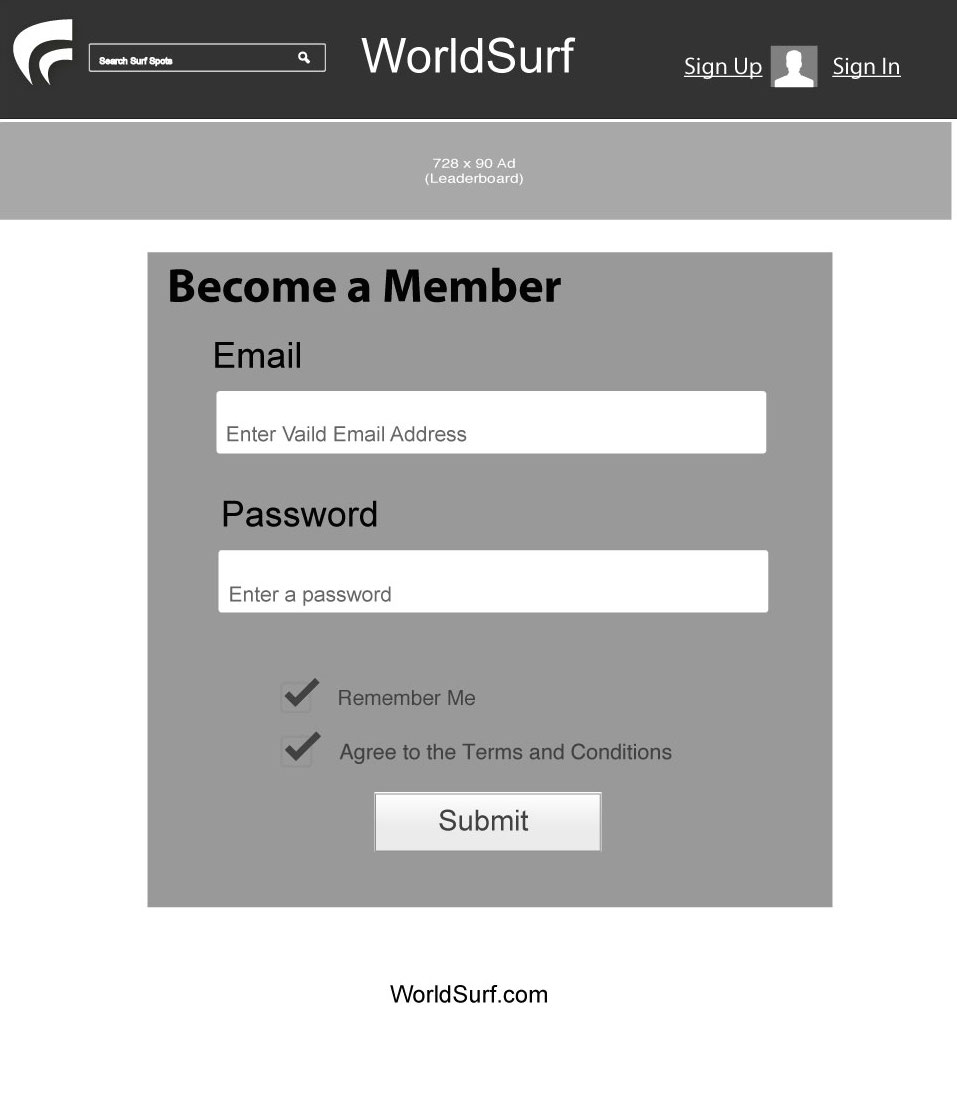 Search Surf Spots
WorldSurf
Sign Up
Sign In
728 x 90 Ad
(Leaderboard)
Become a Member
Email
Enter Vaild Email Address
Password
Enter a password
Remember Me
Agree to the Terms and Conditions
Submit
WorldSurf.com